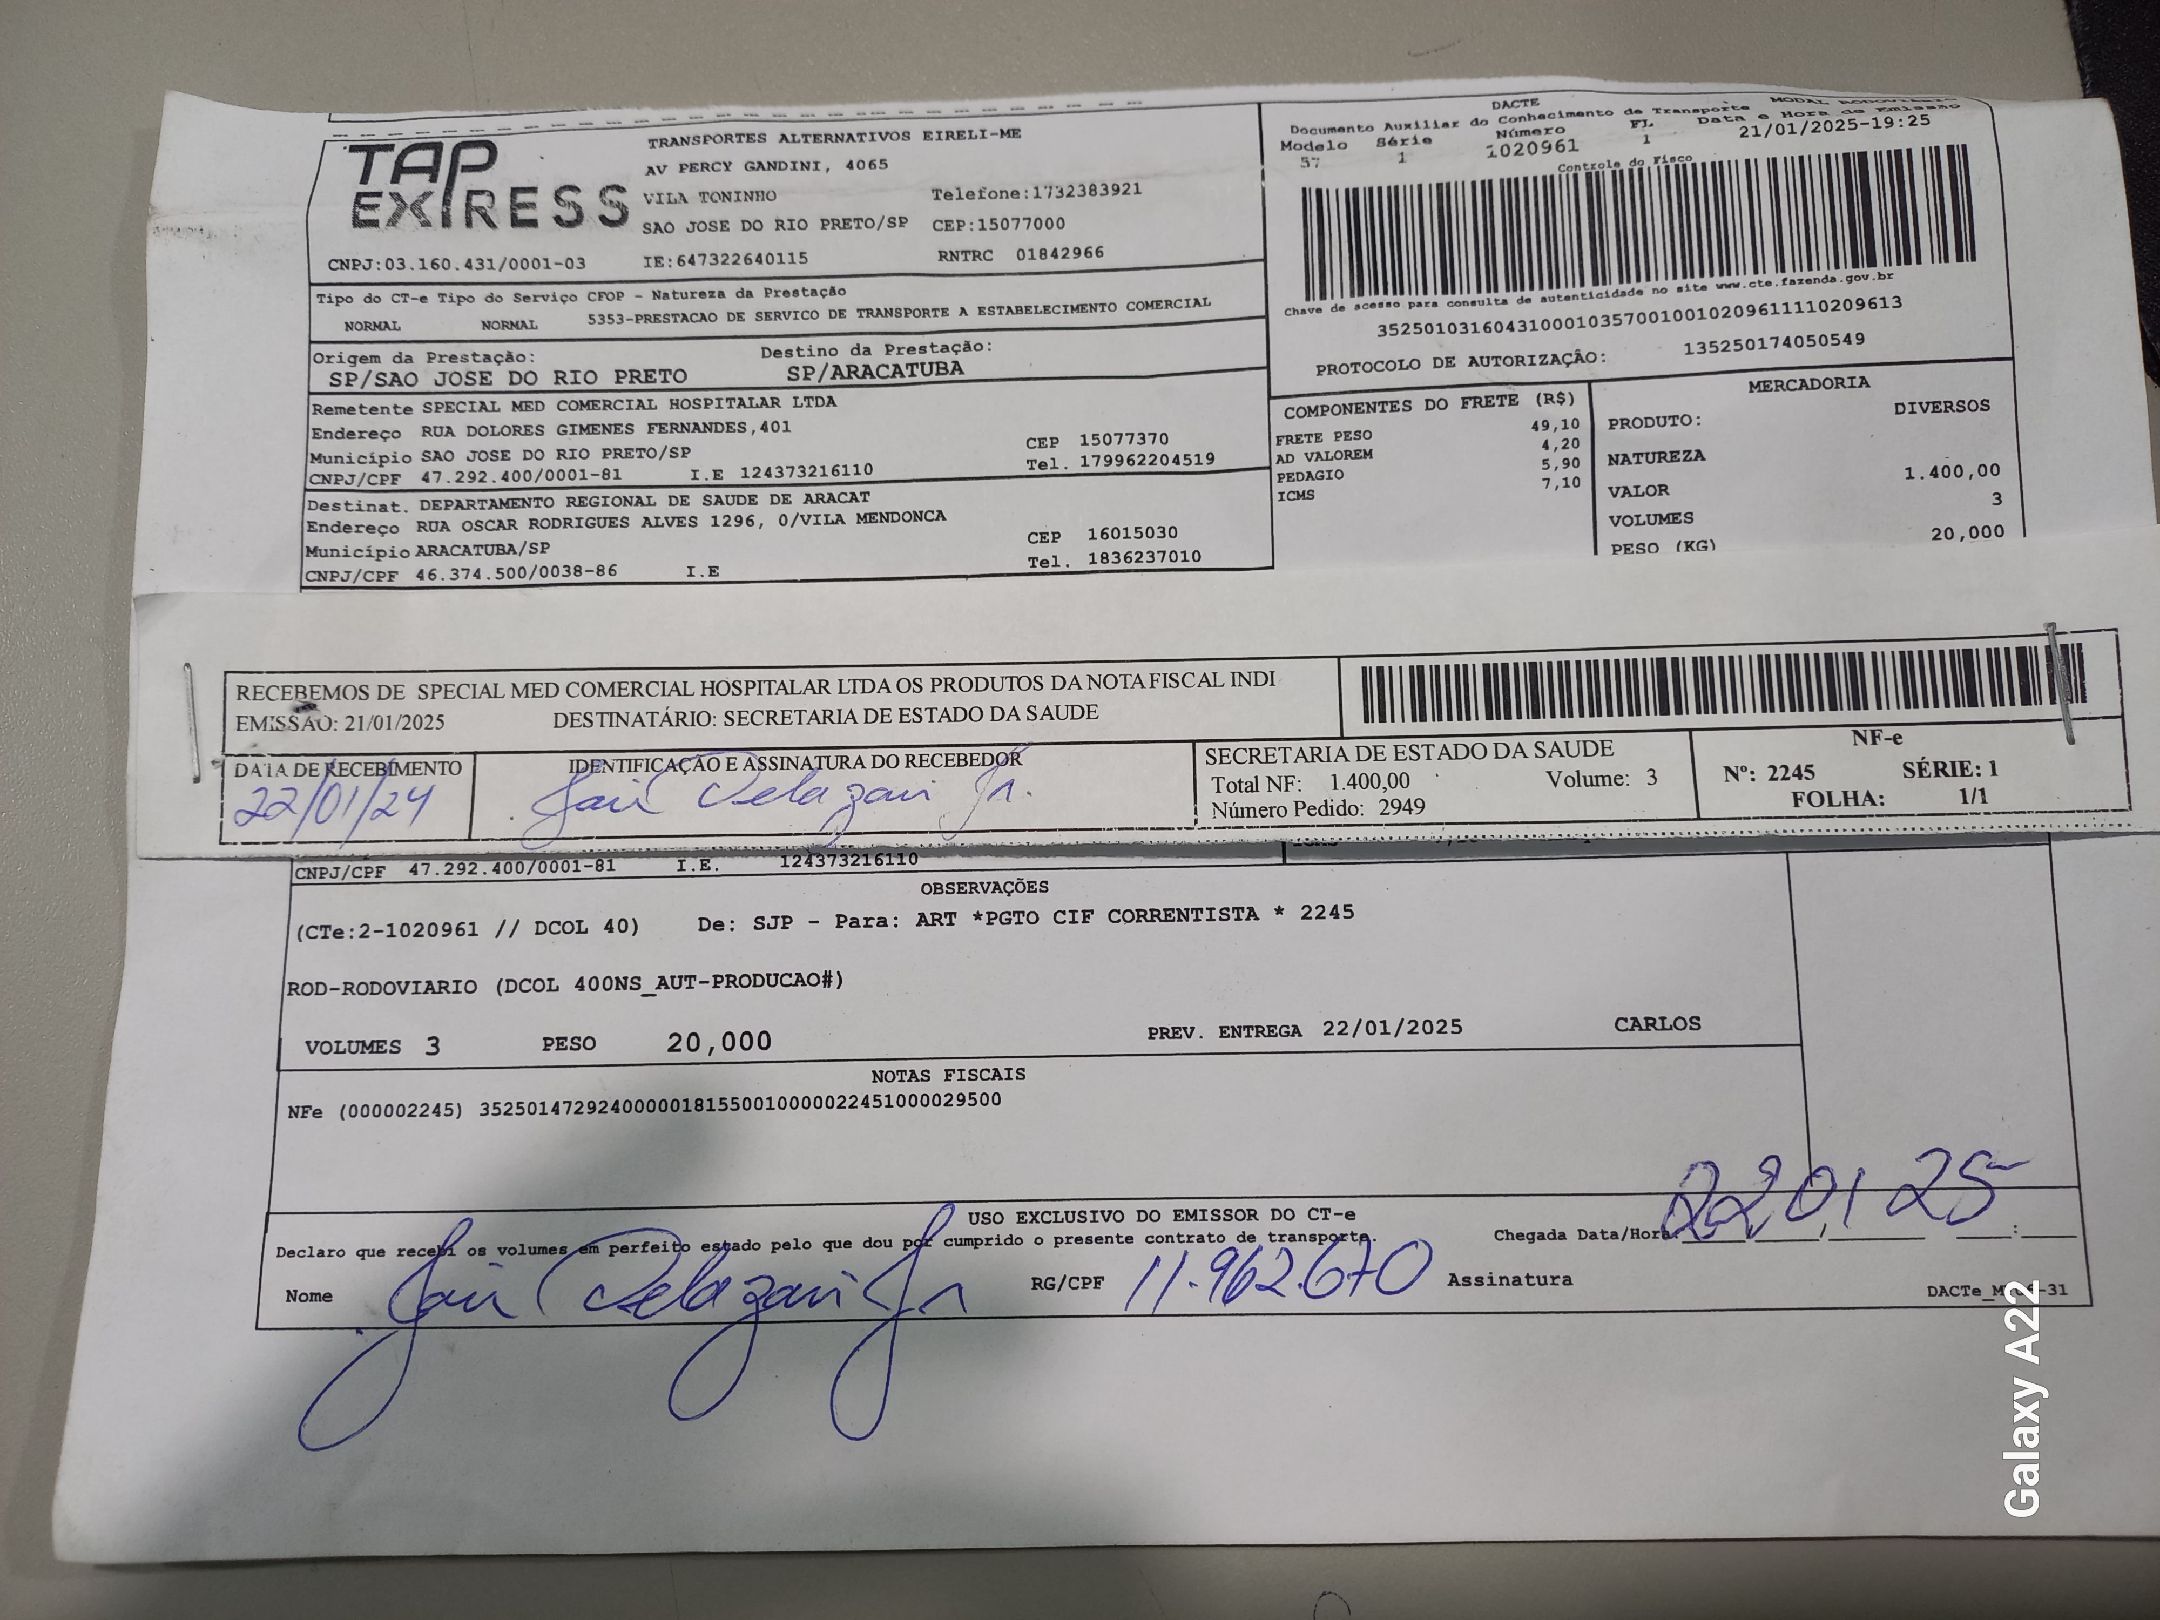 TAP EXPRESS
TRANSPORTES ALTERNATIVOS EIRELI-ME
AV PERCY GANDINI, 4065
VILA TONINHO Telefone:1732383921
SAO JOSE DO RIO PRETO/SP CEP:15077000
CNPJ:03.160.431/0001-03 IE:647322640115 RNTRC 01842966
DACTE
Documento Auxiliar do Conhecimento de Transporte MODAL RODOVIARIO
Modelo Série Número FL Data e Hora de Emissao
57 1 1020961 1 21/01/2025-19:25
Controle do Fisco
Chave de acesso para consulta de autenticidade no site www.cte.fazenda.gov.br
35250103160431000103570010010209611110209613
PROTOCOLO DE AUTORIZAÇÃO: 135250174050549
Tipo do CT-e Tipo do Serviço CFOP - Natureza da Prestação
NORMAL NORMAL 5353-PRESTACAO DE SERVICO DE TRANSPORTE A ESTABELECIMENTO COMERCIAL
Origem da Prestação: Destino da Prestação:
SP/SAO JOSE DO RIO PRETO SP/ARACATUBA
Remetente SPECIAL MED COMERCIAL HOSPITALAR LTDA
Endereço RUA DOLORES GIMENES FERNANDES,401
Município SAO JOSE DO RIO PRETO/SP CEP 15077370
CNPJ/CPF 47.292.400/0001-81 I.E 124373216110 Tel. 179962204519
Destinat. DEPARTAMENTO REGIONAL DE SAUDE DE ARACAT
Endereço RUA OSCAR RODRIGUES ALVES 1296, 0/VILA MENDONCA
Município ARACATUBA/SP CEP 16015030
CNPJ/CPF 46.374.500/0038-86 I.E Tel. 1836237010
COMPONENTES DO FRETE (R$)
FRETE PESO 49,10
AD VALOREM 4,20
PEDAGIO 5,90
ICMS 7,10
MERCADORIA
PRODUTO: DIVERSOS
NATUREZA
VALOR 1.400,00
VOLUMES 3
PESO (KG) 20,000
RECEBEMOS DE SPECIAL MED COMERCIAL HOSPITALAR LTDA OS PRODUTOS DA NOTA FISCAL INDI
EMISSÃO: 21/01/2025 DESTINATÁRIO: SECRETARIA DE ESTADO DA SAUDE
DATA DE RECEBIMENTO IDENTIFICAÇÃO E ASSINATURA DO RECEBEDOR
22/01/24 Jair Delazari Jr.
SECRETARIA DE ESTADO DA SAUDE
Total NF: 1.400,00 Volume: 3
Número Pedido: 2949
NF-e
Nº: 2245 SÉRIE: 1
FOLHA: 1/1
CNPJ/CPF 47.292.400/0001-81 I.E. 124373216110
OBSERVAÇÕES
(CTe:2-1020961 // DCOL 40) De: SJP - Para: ART *PGTO CIF CORRENTISTA * 2245
ROD-RODOVIARIO (DCOL 400NS_AUT-PRODUCAO#)
VOLUMES 3 PESO 20,000 PREV. ENTREGA 22/01/2025 CARLOS
NOTAS FISCAIS
NFe (000002245) 35250147292400000181550010000022451000029500
USO EXCLUSIVO DO EMISSOR DO CT-e
Declaro que recebi os volumes em perfeito estado pelo que dou por cumprido o presente contrato de transporte.
Chegada Data/Hora: 22 01 25
Nome Jair Delazari Jr RG/CPF 11.962.670 Assinatura
Galaxy A22